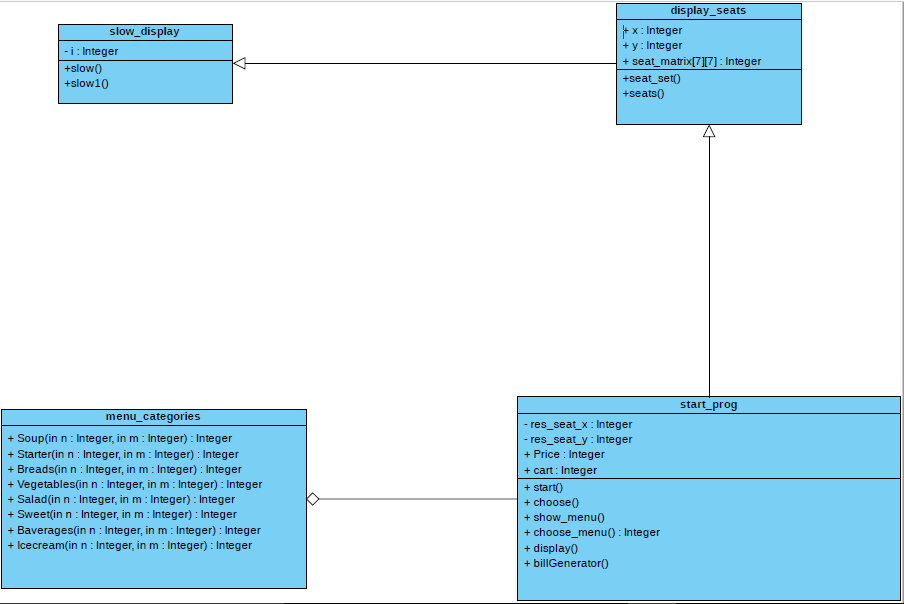 slow_display
- i : Integer
+slow()
+slow1()
display_seats
+ x : Integer
+ y : Integer
+ seat_matrix[7][7] : Integer
+seat_set()
+seats()
menu_categories
+ Soup(in n : Integer, in m : Integer) : Integer
+ Starter(in n : Integer, in m : Integer) : Integer
+ Breads(in n : Integer, in m : Integer) : Integer
+ Vegetables(in n : Integer, in m : Integer) : Integer
+ Salad(in n : Integer, in m : Integer) : Integer
+ Sweet(in n : Integer, in m : Integer) : Integer
+ Baverages(in n : Integer, in m : Integer) : Integer
+ Icecream(in n : Integer, in m : Integer) : Integer
start_prog
- res_seat_x : Integer
- res_seat_y : Integer
+ Price : Integer
+ cart : Integer
+ start()
+ choose()
+ show_menu()
+ choose_menu() : Integer
+ display()
+ billGenerator()